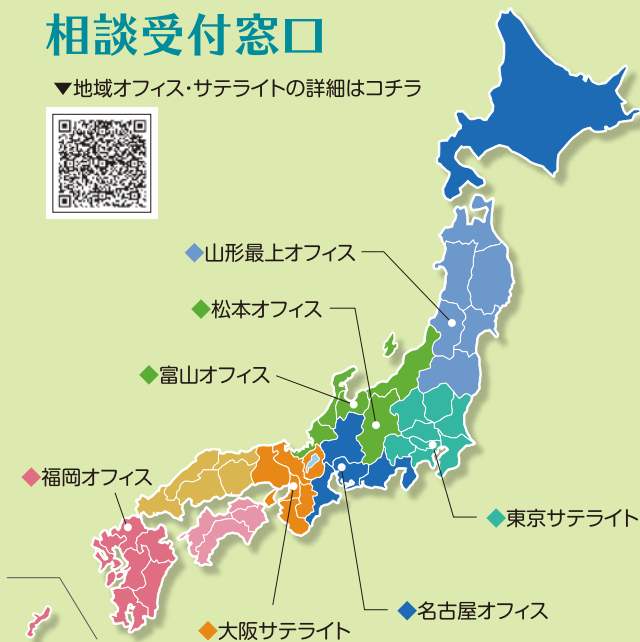 相談受付窓口
▼地域オフィス・サテライトの詳細はコチラ
◆山形最上オフィス
◆松本オフィス
◆富山オフィス
◆福岡オフィス
◆東京サテライト
◆名古屋オフィス
◆大阪サテライト